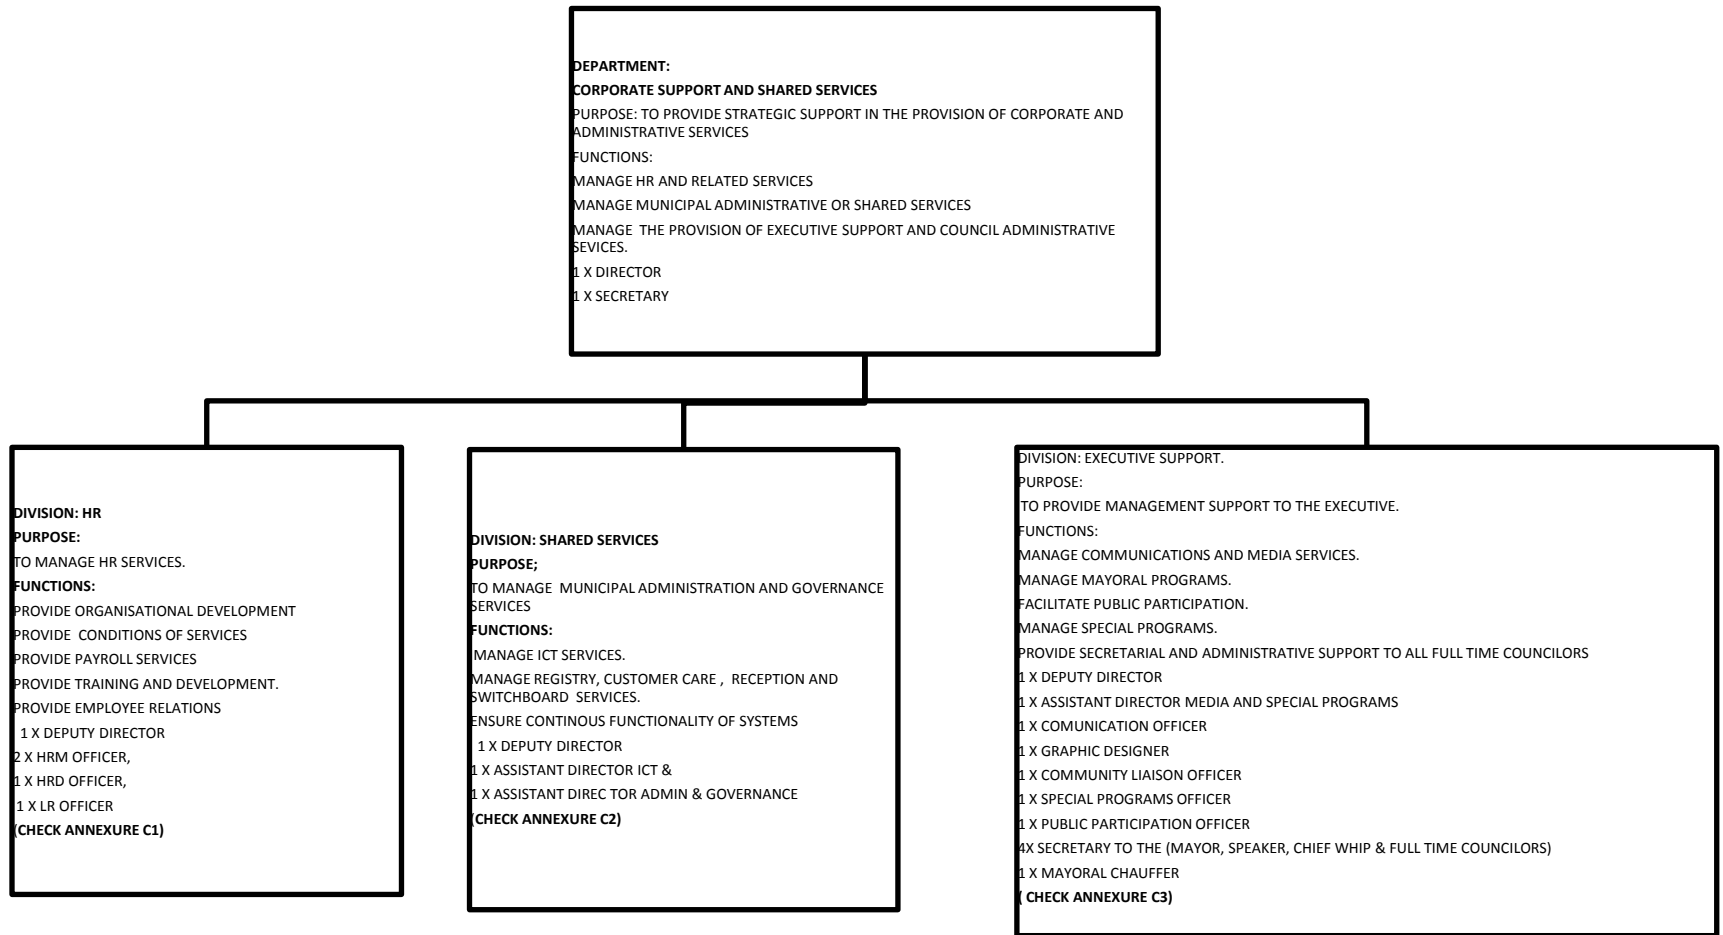 DEPARTMENT:
CORPORATE SUPPORT AND SHARED SERVICES
PURPOSE: TO PROVIDE STRATEGIC SUPPORT IN THE PROVISION OF CORPORATE AND
ADMINISTRATIVE SERVICES
FUNCTIONS:
MANAGE HR AND RELATED SERVICES
MANAGE MUNICIPAL ADMINISTRATIVE OR SHARED SERVICES
MANAGE THE PROVISION OF EXECUTIVE SUPPORT AND COUNCIL ADMINISTRATIVE
SEVICES.
1 X DIRECTOR
1 X SECRETARY
DIVISION: HR
PURPOSE:
TO MANAGE HR SERVICES.
FUNCTIONS:
PROVIDE ORGANISATIONAL DEVELOPMENT
PROVIDE CONDITIONS OF SERVICES
PROVIDE PAYROLL SERVICES
PROVIDE TRAINING AND DEVELOPMENT.
PROVIDE EMPLOYEE RELATIONS
1 X DEPUTY DIRECTOR
2 X HRM OFFICER,
1 X HRD OFFICER,
1 X LR OFFICER
(CHECK ANNEXURE C1)
DIVISION: SHARED SERVICES
PURPOSE;
TO MANAGE MUNICIPAL ADMINISTRATION AND GOVERNANCE
SERVICES
FUNCTIONS:
MANAGE ICT SERVICES.
MANAGE REGISTRY, CUSTOMER CARE , RECEPTION AND
SWITCHBOARD SERVICES.
ENSURE CONTINOUS FUNCTIONALITY OF SYSTEMS
1 X DEPUTY DIRECTOR
1 X ASSISTANT DIRECTOR ICT &
1 X ASSISTANT DIREC TOR ADMIN & GOVERNANCE
(CHECK ANNEXURE C2)
DIVISION: EXECUTIVE SUPPORT.
PURPOSE:
TO PROVIDE MANAGEMENT SUPPORT TO THE EXECUTIVE.
FUNCTIONS:
MANAGE COMMUNICATIONS AND MEDIA SERVICES.
MANAGE MAYORAL PROGRAMS.
FACILITATE PUBLIC PARTICIPATION.
MANAGE SPECIAL PROGRAMS.
PROVIDE SECRETARIAL AND ADMINISTRATIVE SUPPORT TO ALL FULL TIME COUNCILORS
1 X DEPUTY DIRECTOR
1 X ASSISTANT DIRECTOR MEDIA AND SPECIAL PROGRAMS
1 X COMUNICATION OFFICER
1 X GRAPHIC DESIGNER
1 X COMMUNITY LIAISON OFFICER
1 X SPECIAL PROGRAMS OFFICER
1 X PUBLIC PARTICIPATION OFFICER
4X SECRETARY TO THE (MAYOR, SPEAKER, CHIEF WHIP & FULL TIME COUNCILORS)
1 X MAYORAL CHAUFFER
( CHECK ANNEXURE C3)